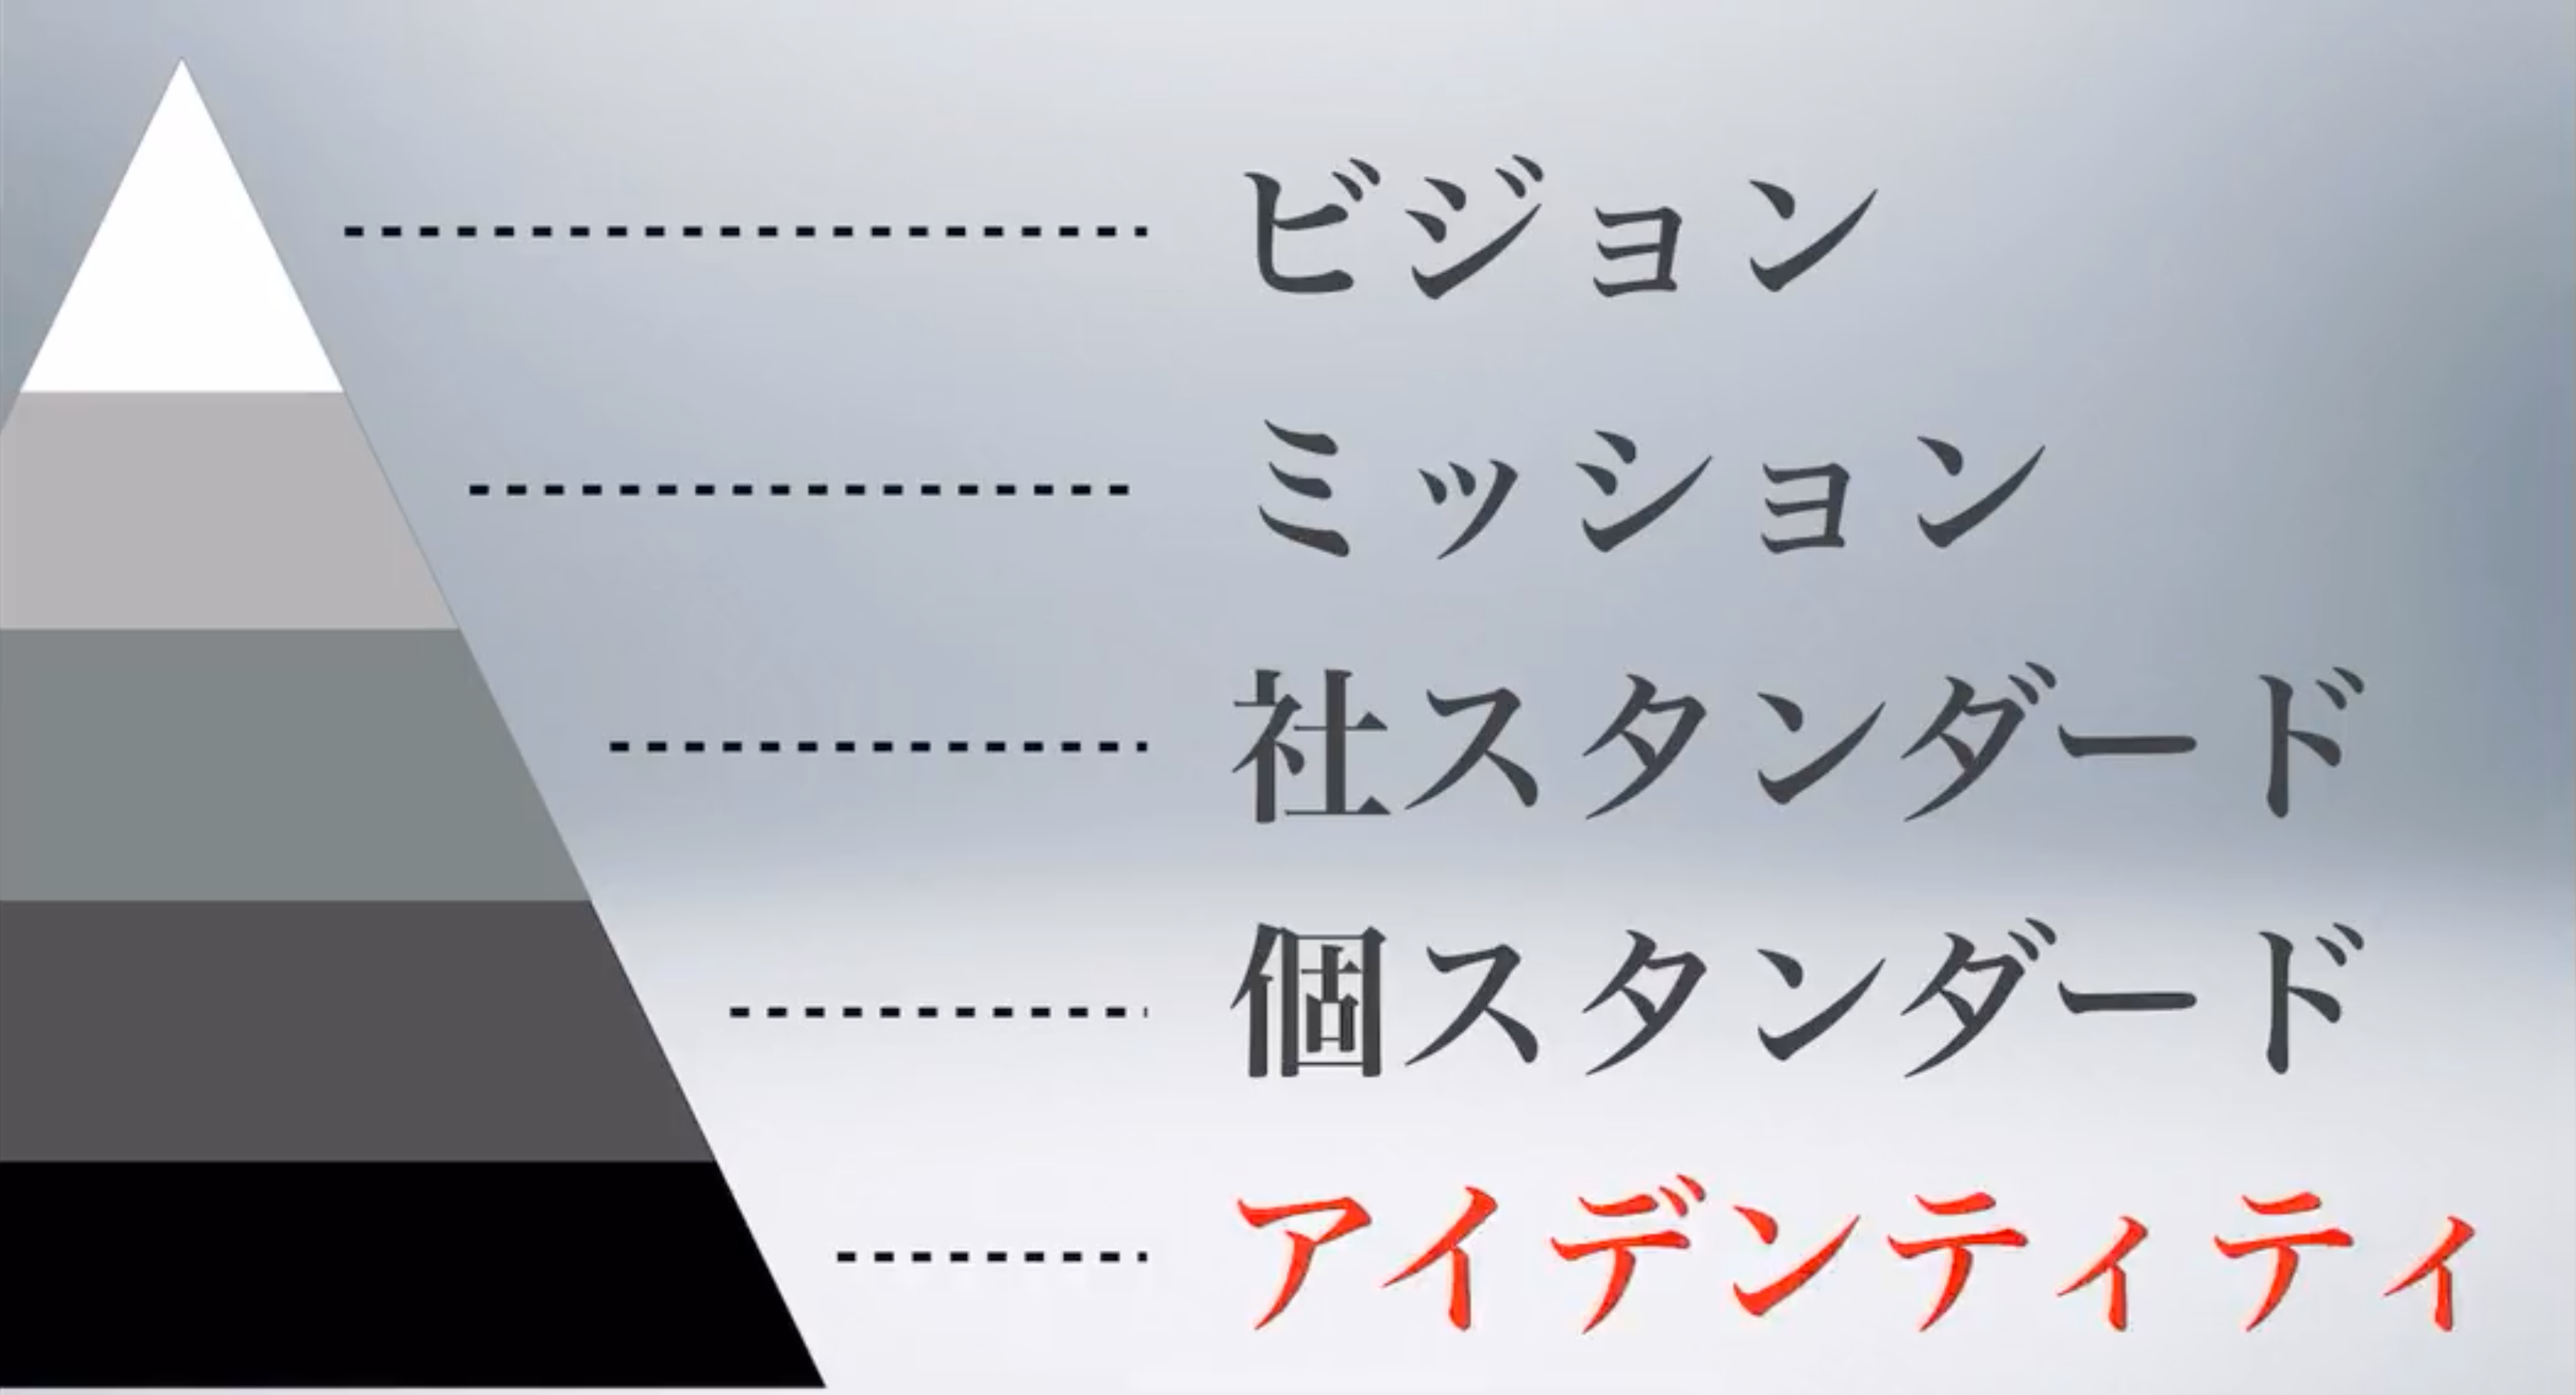 ビジョン
ミッション
社スタンダード
個スタンダード
アイデンティティ